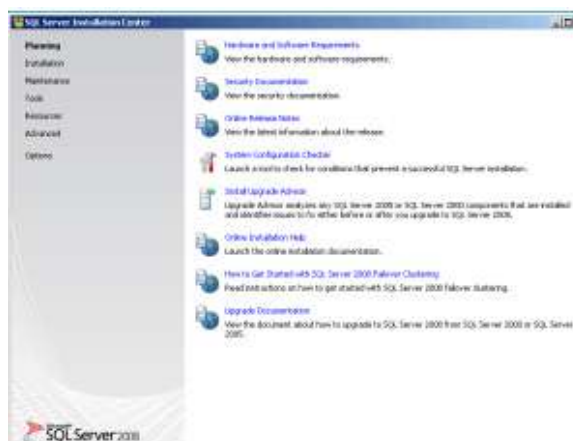 SQL Server Installation Center
Planning
Installation
Maintenance
Tools
Resources
Advanced
Options
Hardware and Software Requirements
View the hardware and software requirements.
Security Documentation
View the security documentation.
Online Release Notes
View the latest information about the release.
System Configuration Checker
Launch a tool to check for conditions that prevent a successful SQL Server installation.
Install Upgrade Advisor
Upgrade Advisor analyzes any SQL Server 2005 or SQL Server 2000 components that are installed
and identifies issues to fix either before or after you upgrade to SQL Server 2008.
Online Installation Help
Launch the online installation documentation.
How to Get Started with SQL Server 2008 Failover Clustering
Read instructions on how to get started with SQL Server 2008 failover clustering.
Upgrade Documentation
View the document about how to upgrade to SQL Server 2008 from SQL Server 2000 or SQL Server
2005.
SQL Server 2008